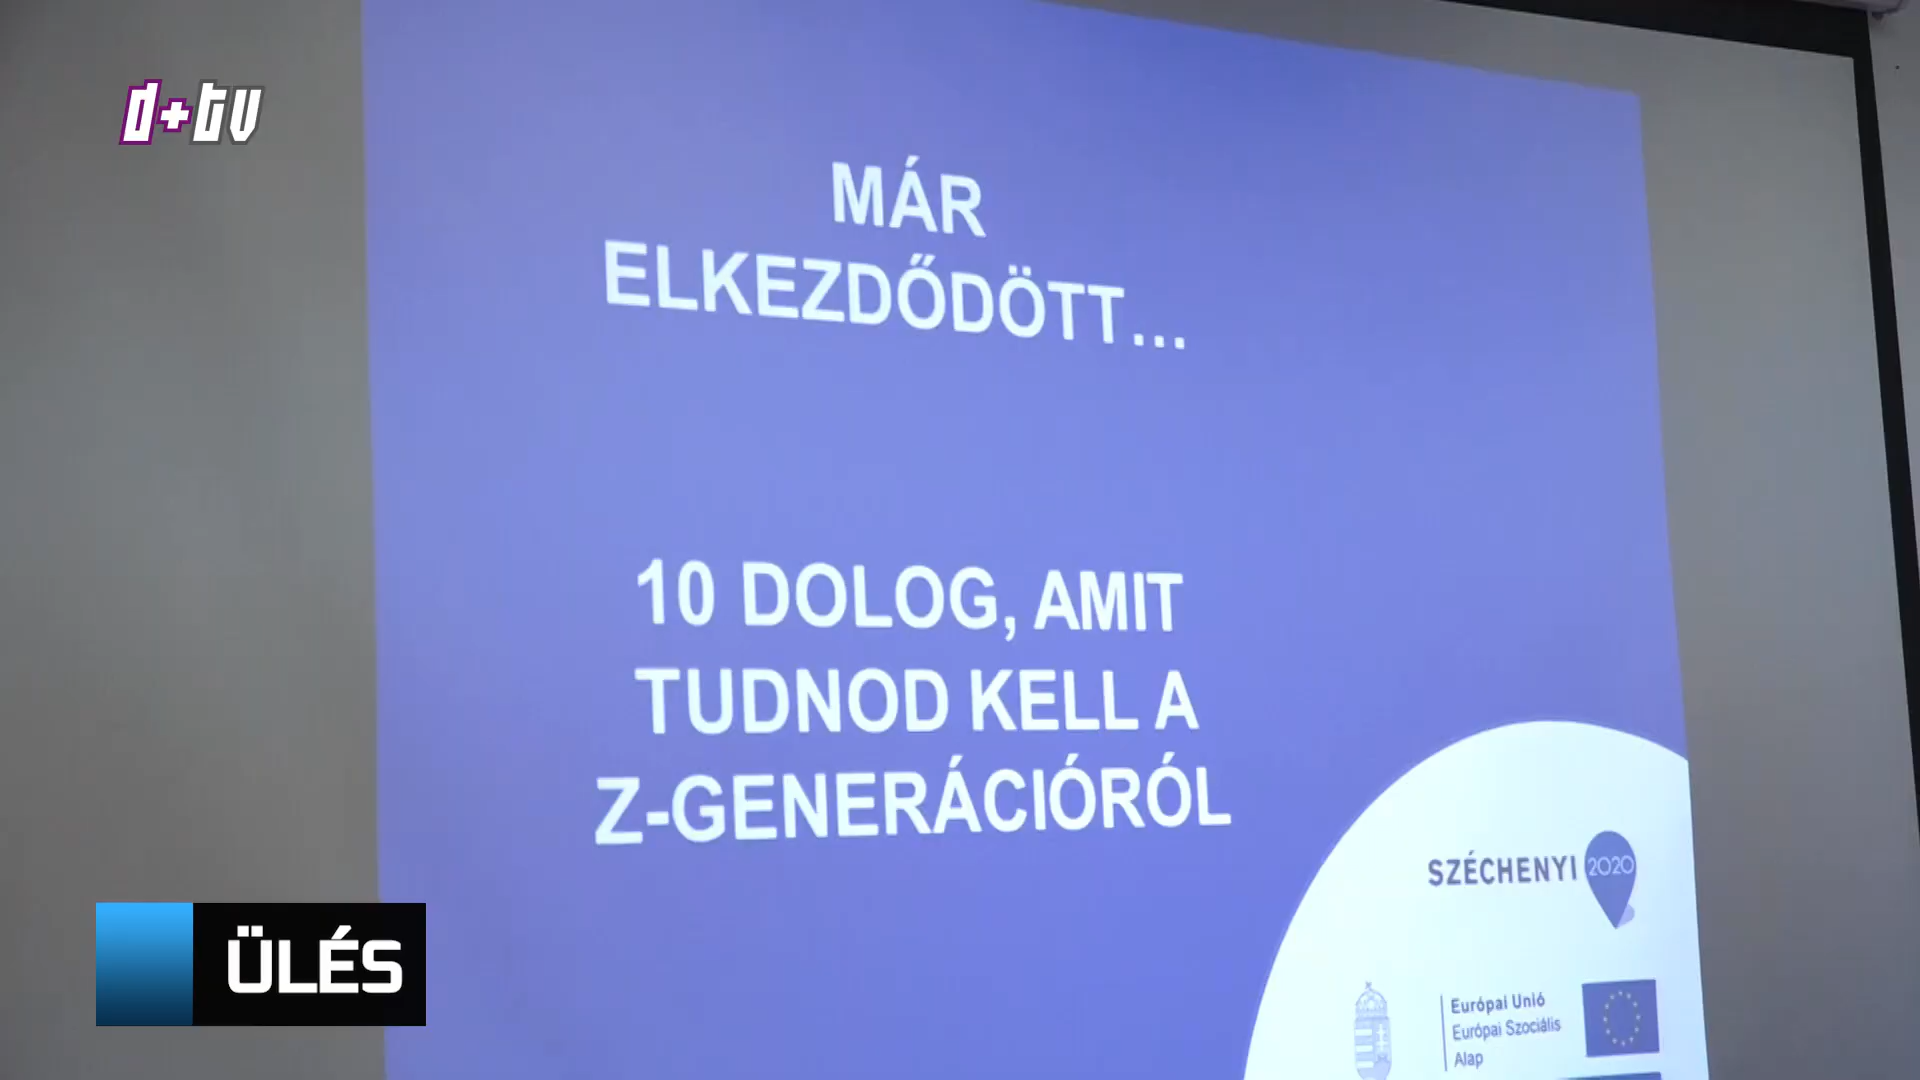 d+tv
MÁR
ELKEZDŐDÖTT...
10 DOLOG, AMIT
TUDNOD KELL A
Z-GENERÁCIÓRÓL
SZÉCHENYI 2020
Európai Unió
Európai Szociális
Alap
ÜLÉS